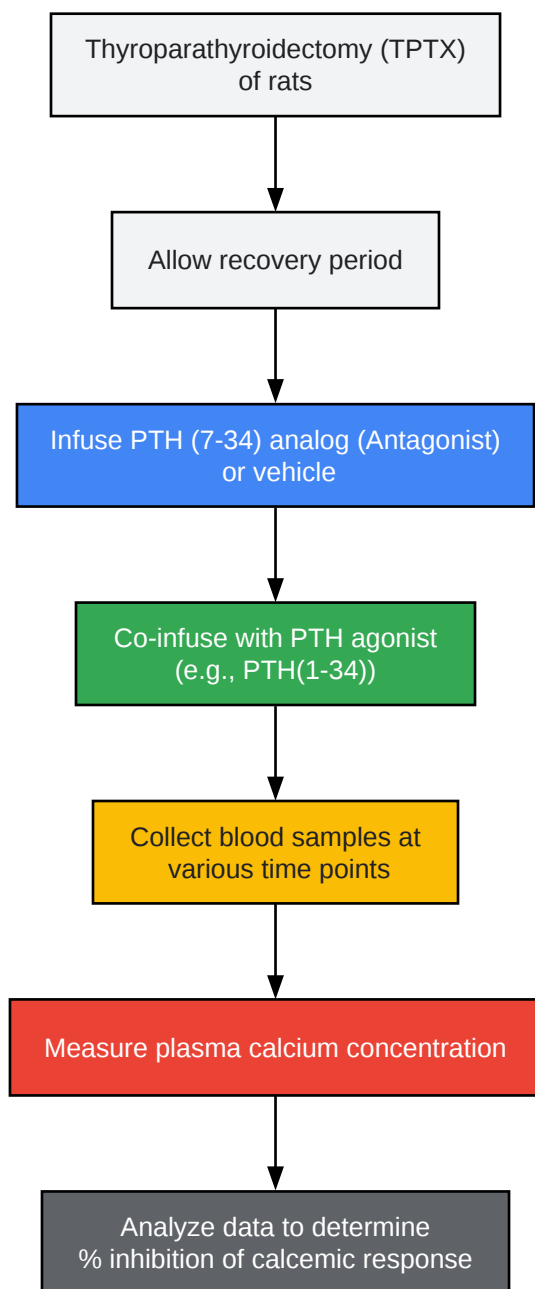 Thyroparathyroidectomy (TPTX)
of rats
Allow recovery period
Infuse PTH (7-34) analog (Antagonist)
or vehicle
Co-infuse with PTH agonist
(e.g., PTH(1-34))
Collect blood samples at
various time points
Measure plasma calcium concentration
Analyze data to determine
% inhibition of calcemic response